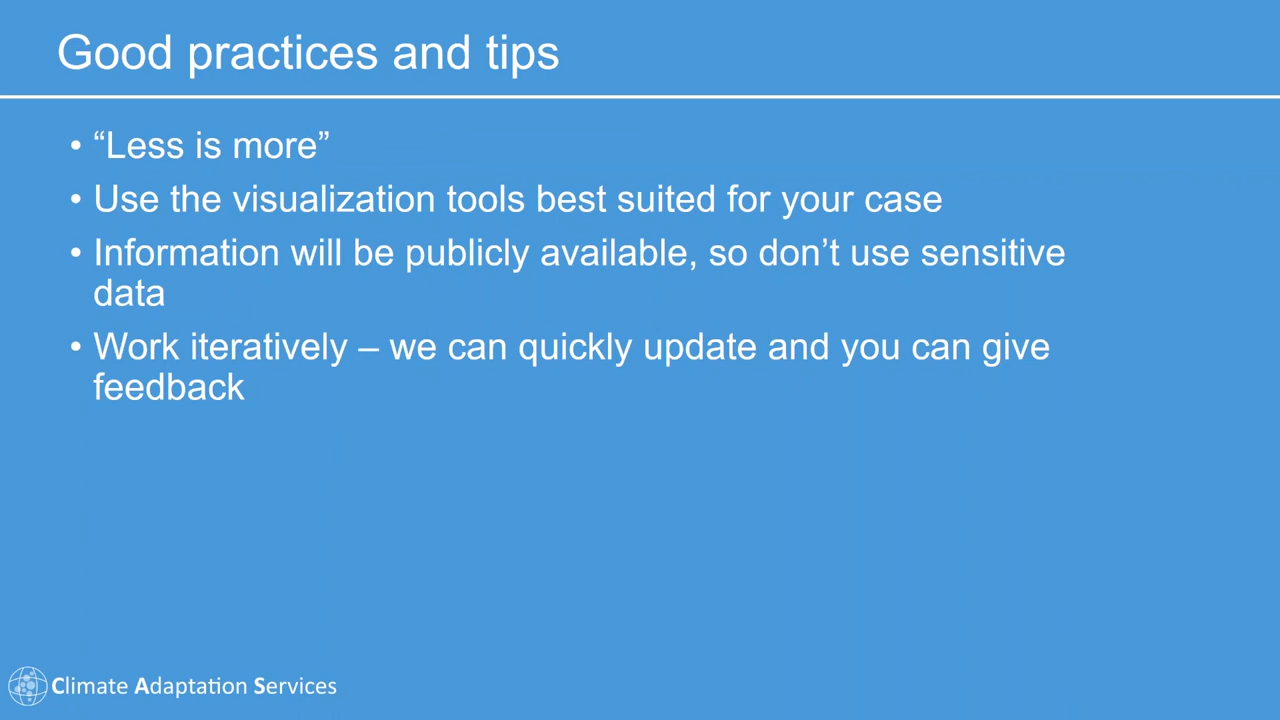 Good practices and tips
• “Less is more”
• Use the visualization tools best suited for your case
• Information will be publicly available, so don’t use sensitive
data
• Work iteratively – we can quickly update and you can give
feedback
Climate Adaptation Services